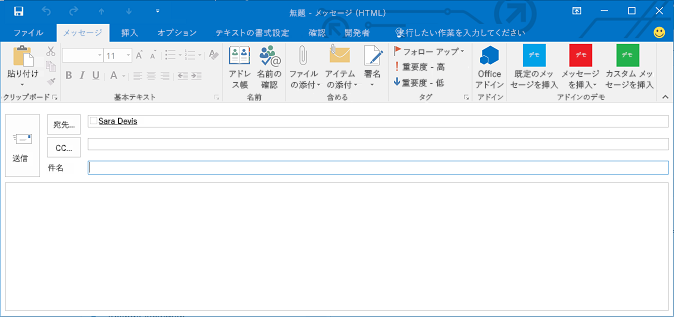 無題 - メッセージ (HTML)
ファイル メッセージ 挿入 オプション テキストの書式設定 確認 開発者 実行したい作業を入力してください
貼り付け
クリップボード
11
B I U A
基本テキスト
アドレ
ス帳
名前の
確認
名前
ファイル
の添付
アイテム
の添付
署名
含める
フォロー アップ
重要度 - 高
重要度 - 低
タグ
Office
アドイン
アドイン
デモ
既定のメッ
セージを挿入
デモ
メッセージ
を挿入
デモ
カスタム メッ
セージを挿入
アドインのデモ
送信
宛先...
Sara Devis
CC...
件名